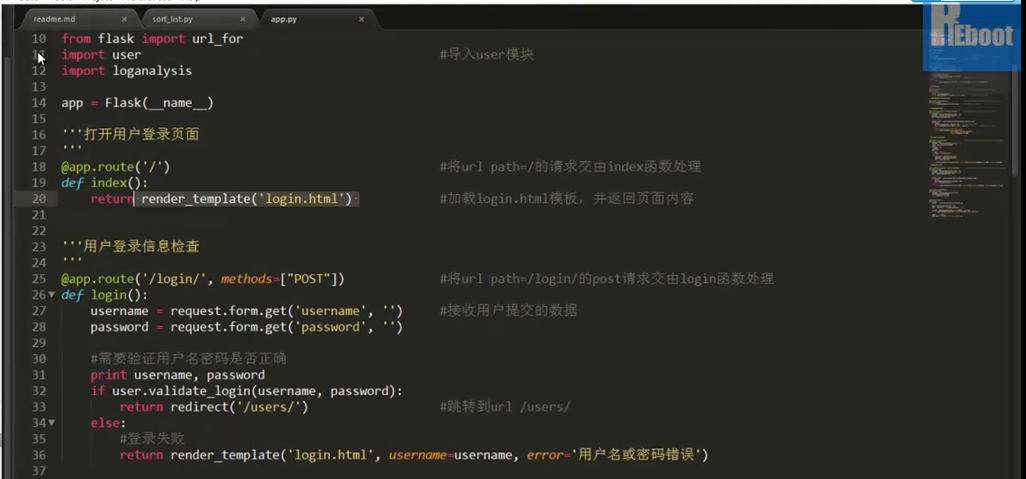 readme.md × sort_list.py × app.py ×
REboot
10 from flask import url_for
11 import user #导入user模块
12 import loganalysis
13
14 app = Flask(__name__)
15
16 '''打开用户登录页面
17 '''
18 @app.route('/') #将url path=/的请求交由index函数处理
19 def index():
20 return render_template('login.html') #加载login.html模板，并返回页面内容
21
22
23 '''用户登录信息检查
24 '''
25 @app.route('/login/', methods=["POST"]) #将url path=/login/的post请求交由login函数处理
26 def login():
27 username = request.form.get('username', '') #接收用户提交的数据
28 password = request.form.get('password', '')
29
30 #需要验证用户名密码是否正确
31 print username, password
32 if user.validate_login(username, password):
33 return redirect('/users/') #跳转到url /users/
34 else:
35 #登录失败
36 return render_template('login.html', username=username, error='用户名或密码错误')
37